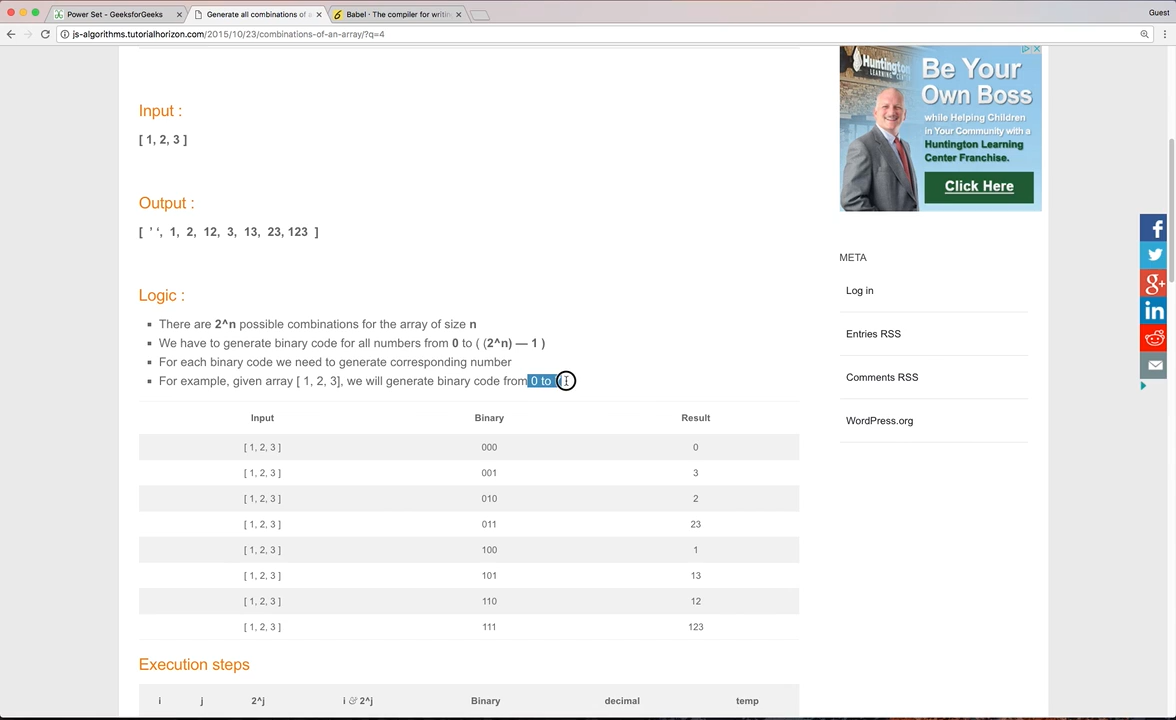 Power Set - GeeksforGeeks
Generate all combinations of a
Babel · The compiler for writin
Guest
js-algorithms.tutorialhorizon.com/2015/10/23/combinations-of-an-array/?q=4
Input :
[ 1, 2, 3 ]
Output :
[ ’ ‘, 1, 2, 12, 3, 13, 23, 123 ]
Logic :
There are 2^n possible combinations for the array of size n
We have to generate binary code for all numbers from 0 to ( (2^n) — 1 )
For each binary code we need to generate corresponding number
For example, given array [ 1, 2, 3], we will generate binary code from 0 to
Input Binary Result
[ 1, 2, 3 ] 000 0
[ 1, 2, 3 ] 001 3
[ 1, 2, 3 ] 010 2
[ 1, 2, 3 ] 011 23
[ 1, 2, 3 ] 100 1
[ 1, 2, 3 ] 101 13
[ 1, 2, 3 ] 110 12
[ 1, 2, 3 ] 111 123
Execution steps
i j 2^j i & 2^j Binary decimal temp
Huntington
LEARNING CENTER
Be Your
Own Boss
while Helping Children
in Your Community with a
Huntington Learning
Center Franchise.
Click Here
META
Log in
Entries RSS
Comments RSS
WordPress.org
f
g+
in